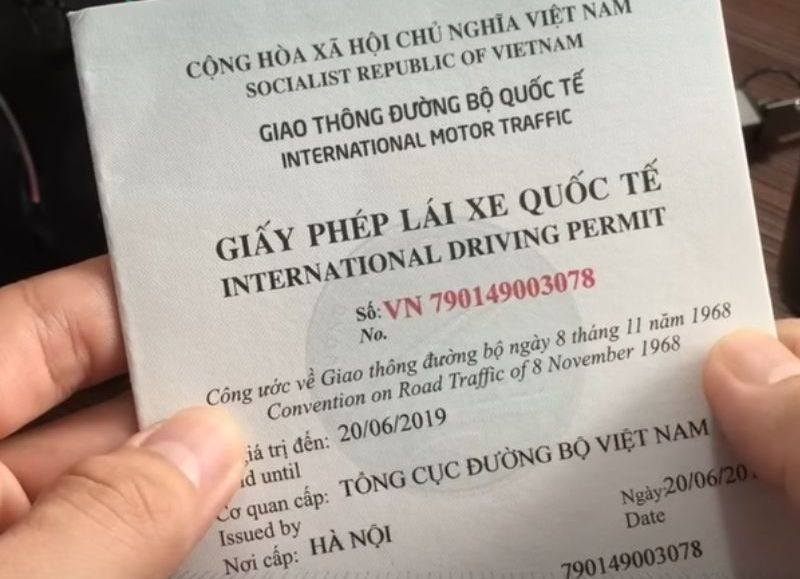 CỘNG HÒA XÃ HỘI CHỦ NGHĨA VIỆT NAM
SOCIALIST REPUBLIC OF VIETNAM
GIAO THÔNG ĐƯỜNG BỘ QUỐC TẾ
INTERNATIONAL MOTOR TRAFFIC
GIẤY PHÉP LÁI XE QUỐC TẾ
INTERNATIONAL DRIVING PERMIT
Số: VN 790149003078
No.
Công ước về Giao thông đường bộ ngày 8 tháng 11 năm 1968
Convention on Road Traffic of 8 November 1968
trị đến: 20/06/2019
until
Cơ quan cấp: TỔNG CỤC ĐƯỜNG BỘ VIỆT NAM
Issued by
Nơi cấp: HÀ NỘI
Ngày 20/06/20
Date
790149003078